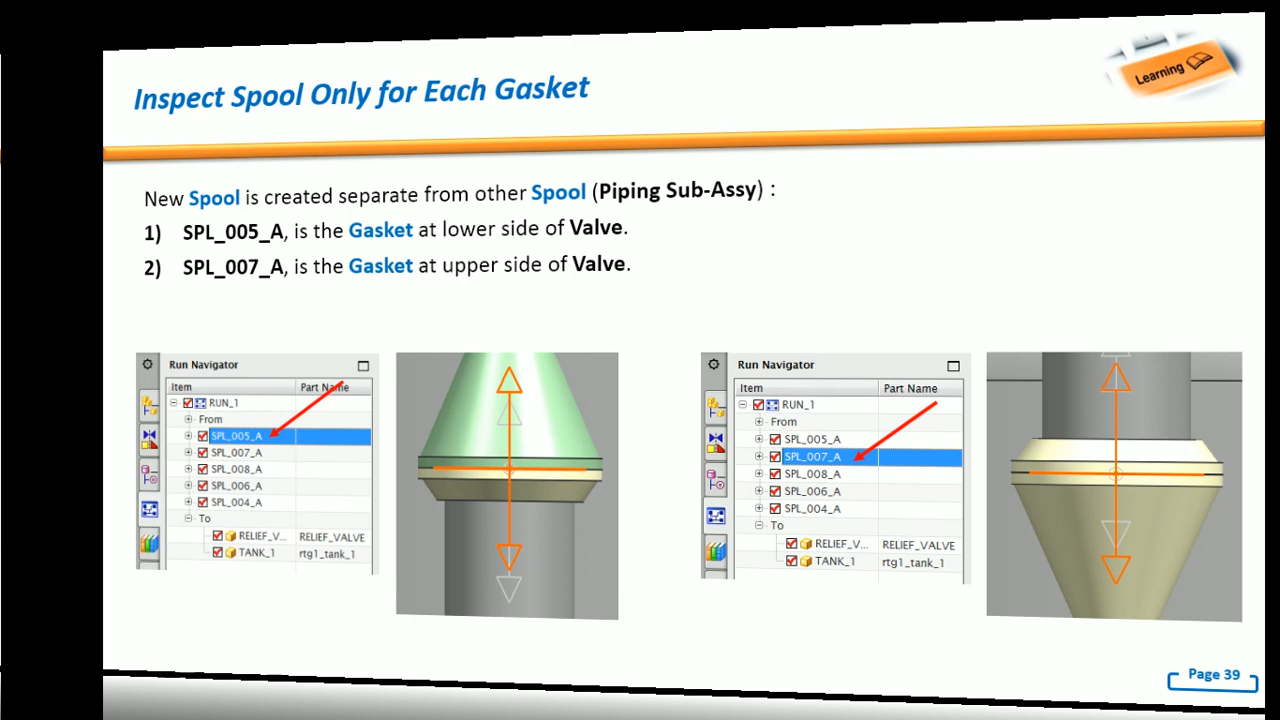 Learning
Inspect Spool Only for Each Gasket
New Spool is created separate from other Spool (Piping Sub-Assy) :
1) SPL_005_A, is the Gasket at lower side of Valve.
2) SPL_007_A, is the Gasket at upper side of Valve.
Run Navigator
Item Part Name
RUN_1
From
SPL_005_A
SPL_007_A
SPL_008_A
SPL_006_A
SPL_004_A
To
RELIEF_V... RELIEF_VALVE
TANK_1 rtg1_tank_1
Run Navigator
Item Part Name
RUN_1
From
SPL_005_A
SPL_007_A
SPL_008_A
SPL_006_A
SPL_004_A
To
RELIEF_V... RELIEF_VALVE
TANK_1 rtg1_tank_1
Page 39